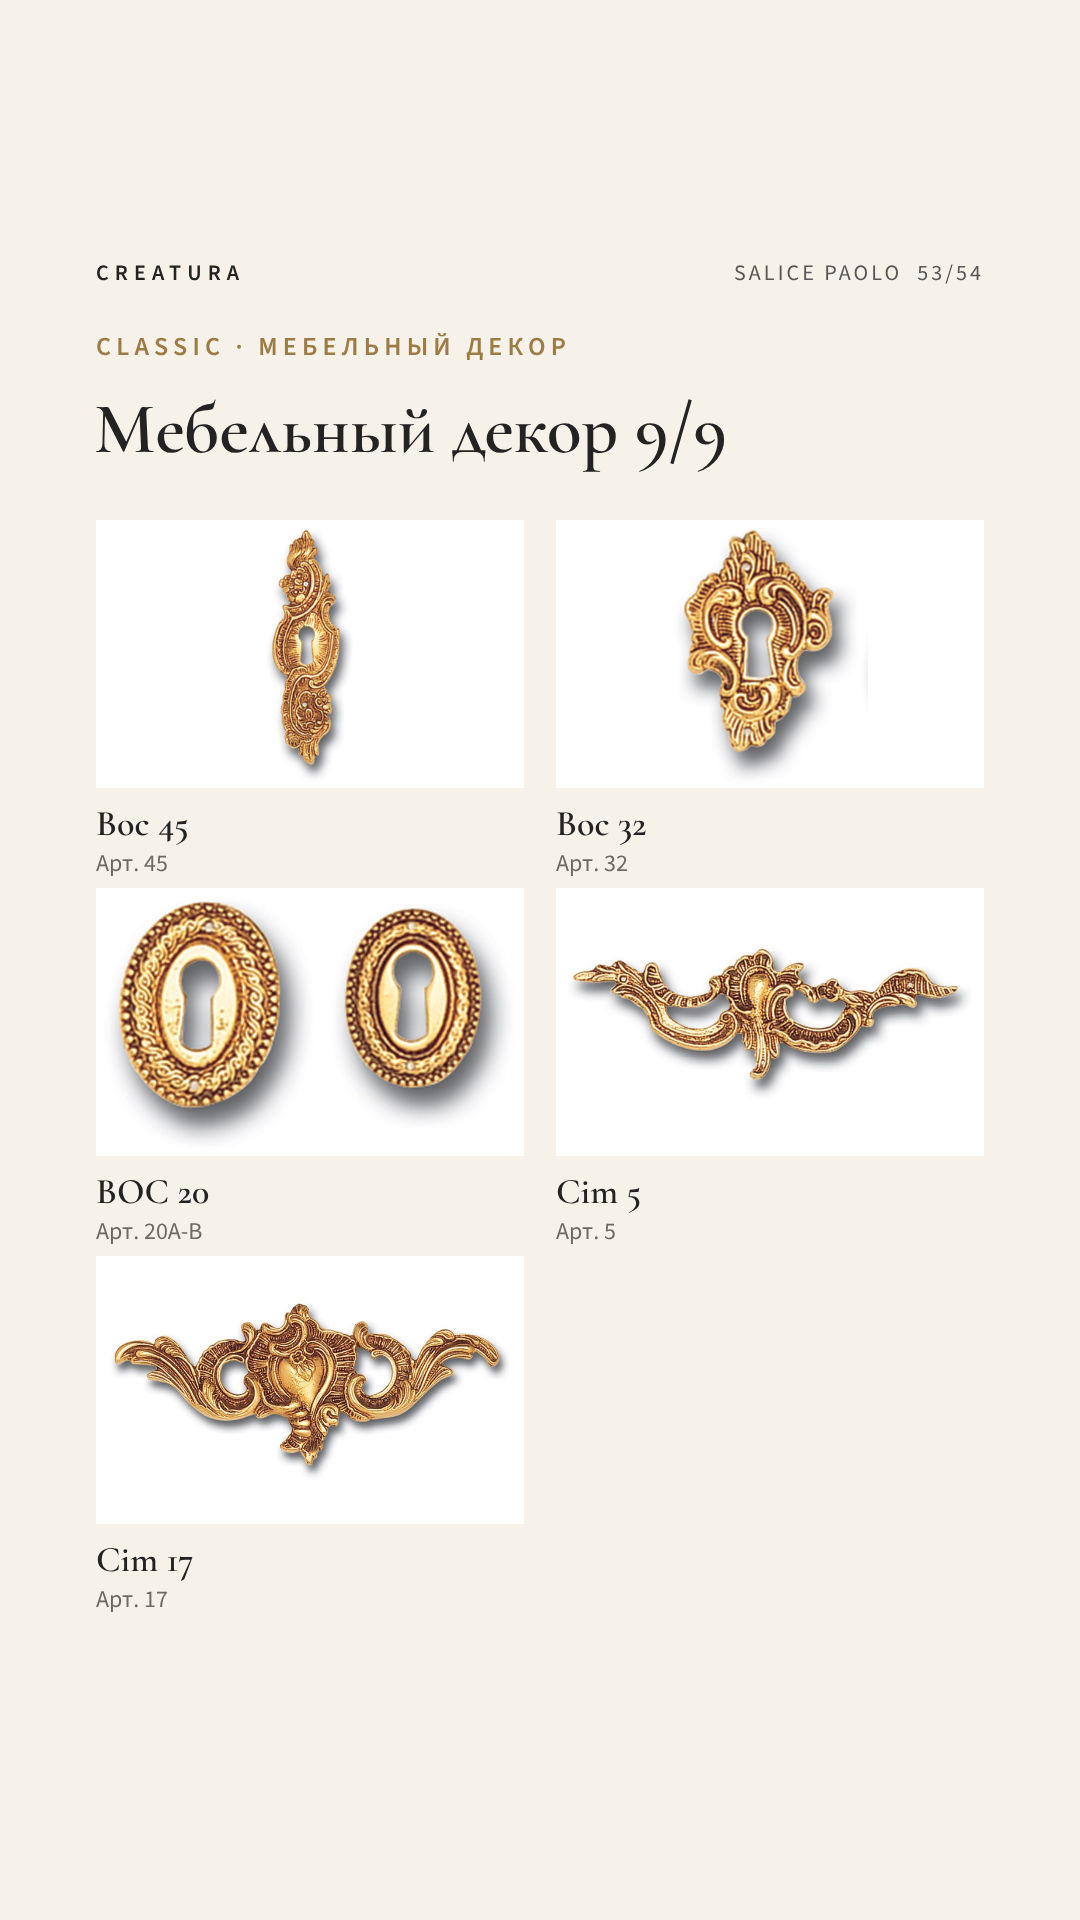 CREATURA
SALICE PAOLO 53/54
CLASSIC · МЕБЕЛЬНЫЙ ДЕКОР
Мебельный декор 9/9
Boc 45
Boc 32
Арт. 45
Арт. 32
BOC 20
Cim 5
Арт. 20A-B
Арт. 5
Cim 17
Арт. 17